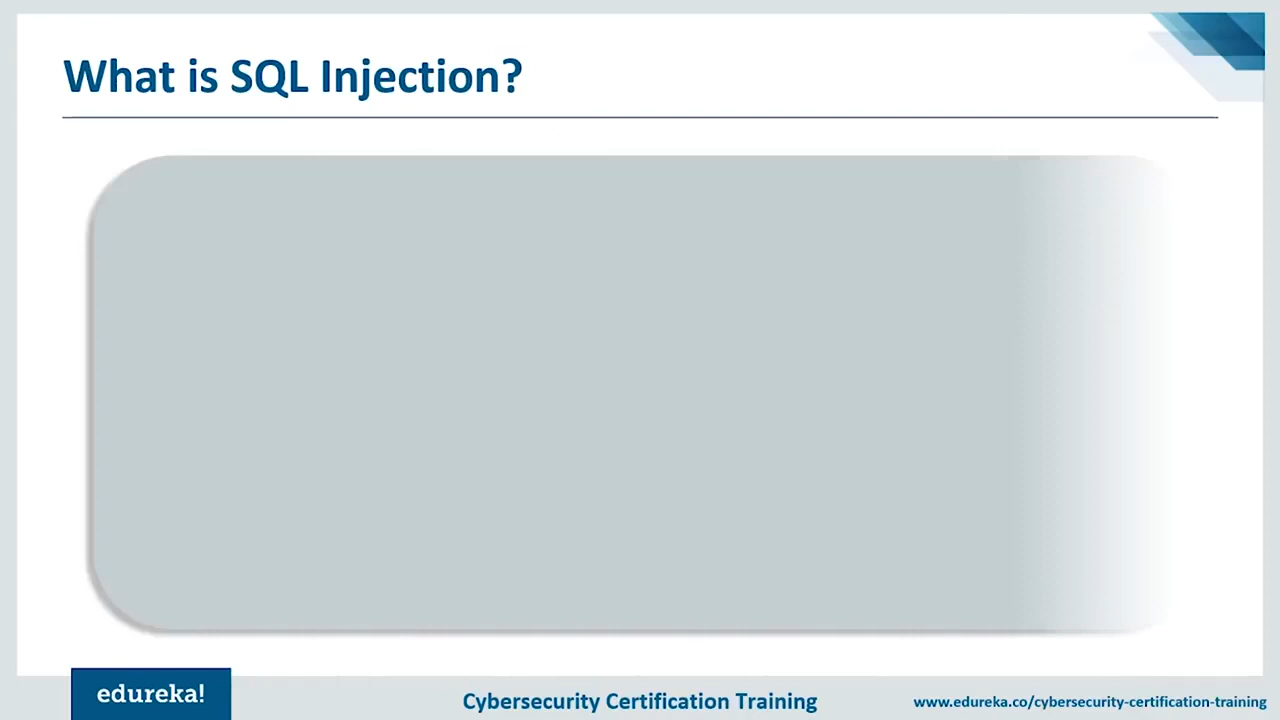 What is SQL Injection?
edureka!
Cybersecurity Certification Training
www.edureka.co/cybersecurity-certification-training